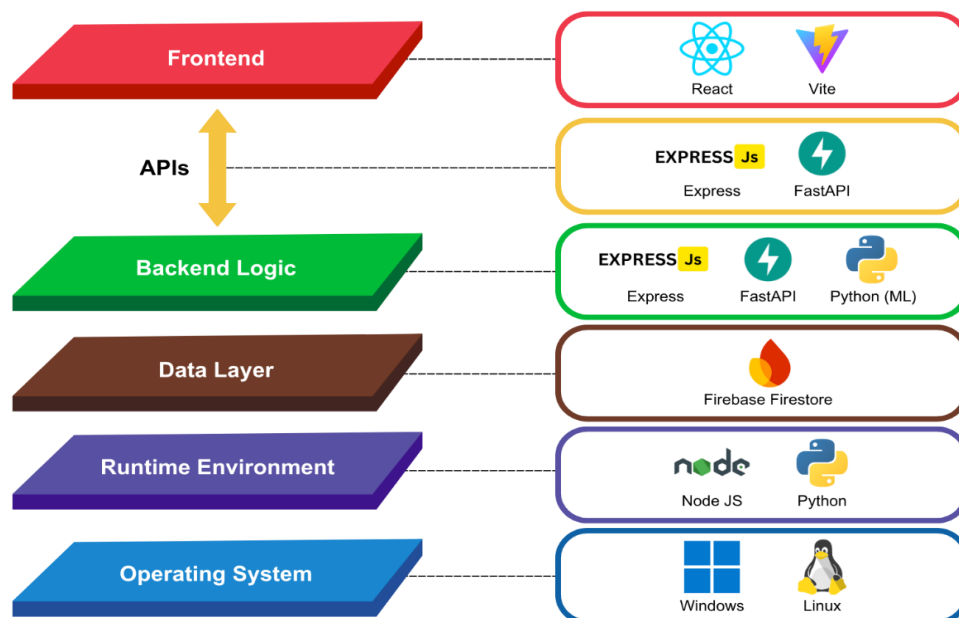 Frontend
React Vite
APIs
EXPRESS Js
Express FastAPI
Backend Logic
EXPRESS Js
Express FastAPI Python (ML)
Data Layer
Firebase Firestore
Runtime Environment
node
Node JS Python
Operating System
Windows Linux